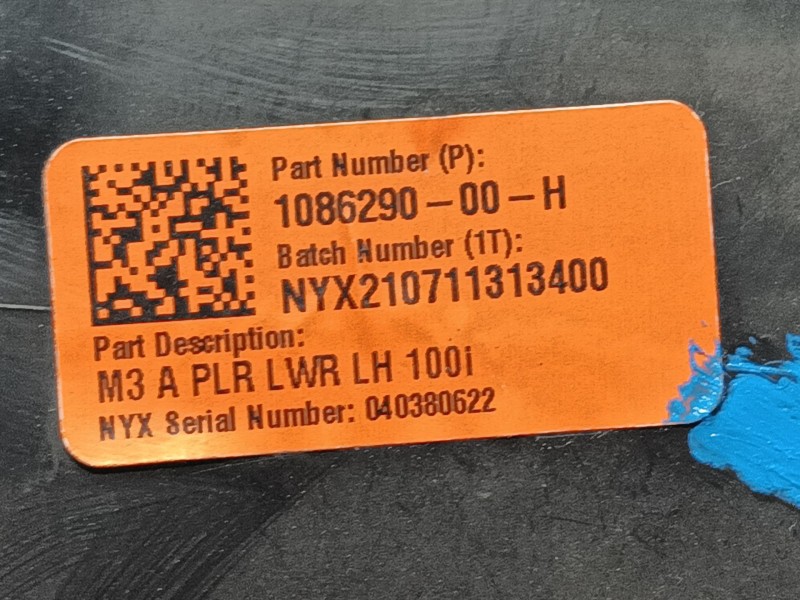 Part Number (P):
1086290-00-H
Batch Number (1T):
NYX210711313400
Part Description:
M3 A PLR LWR LH 100i
NYX Serial Number: 040380622